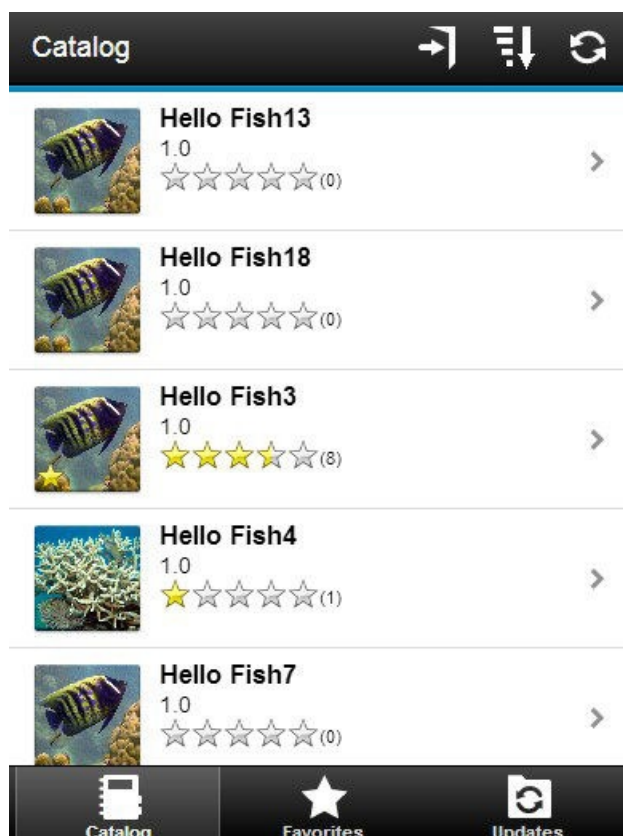 Catalog
Hello Fish13
1.0
(0)
Hello Fish18
1.0
(0)
Hello Fish3
1.0
(8)
Hello Fish4
1.0
(1)
Hello Fish7
1.0
(0)
Catalog Favorites Updates